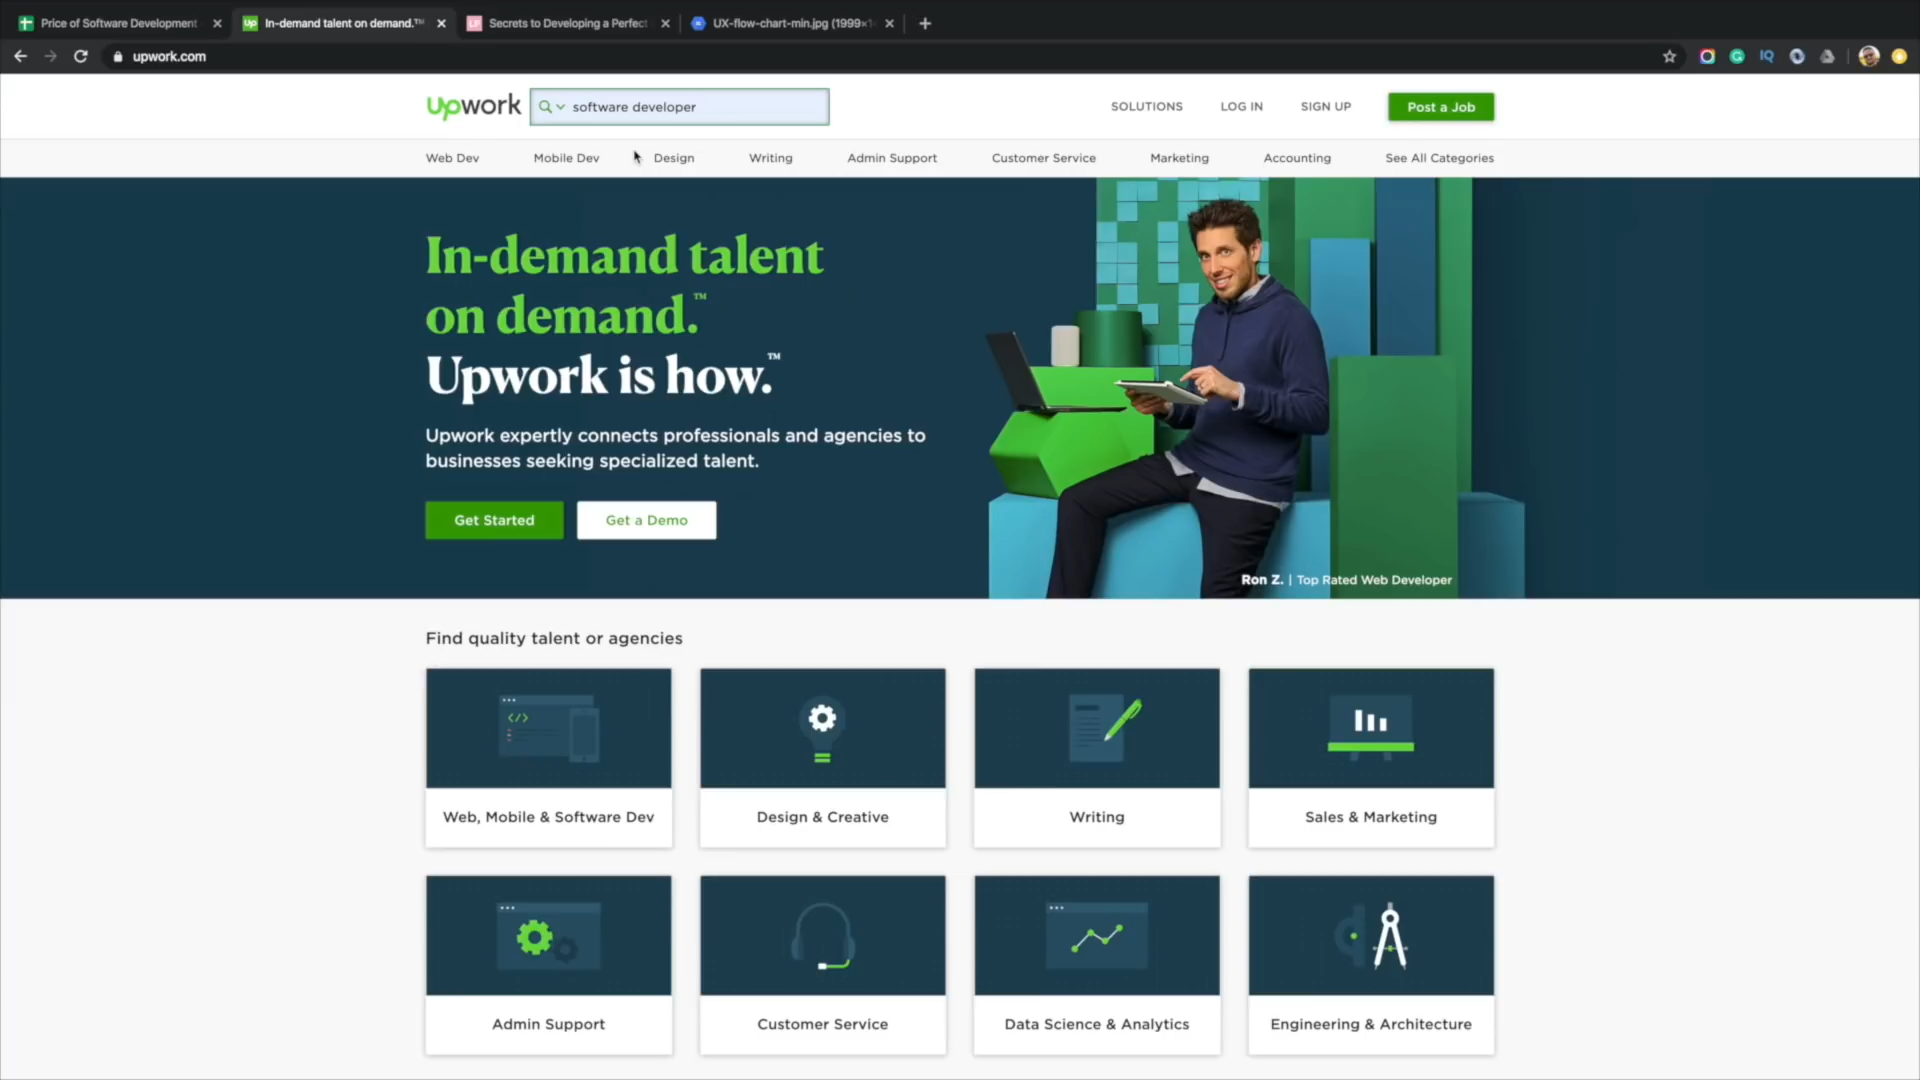 Price of Software Development
In-demand talent on demand.™
Secrets to Developing a Perfect
UX-flow-chart-min.jpg (1999×
upwork.com
upwork
software developer
SOLUTIONS
LOG IN
SIGN UP
Post a Job
Web Dev
Mobile Dev
Design
Writing
Admin Support
Customer Service
Marketing
Accounting
See All Categories
In-demand talent
on demand.™
Upwork is how.™
Upwork expertly connects professionals and agencies to
businesses seeking specialized talent.
Get Started
Get a Demo
Ron Z. | Top Rated Web Developer
Find quality talent or agencies
Web, Mobile & Software Dev
Design & Creative
Writing
Sales & Marketing
Admin Support
Customer Service
Data Science & Analytics
Engineering & Architecture